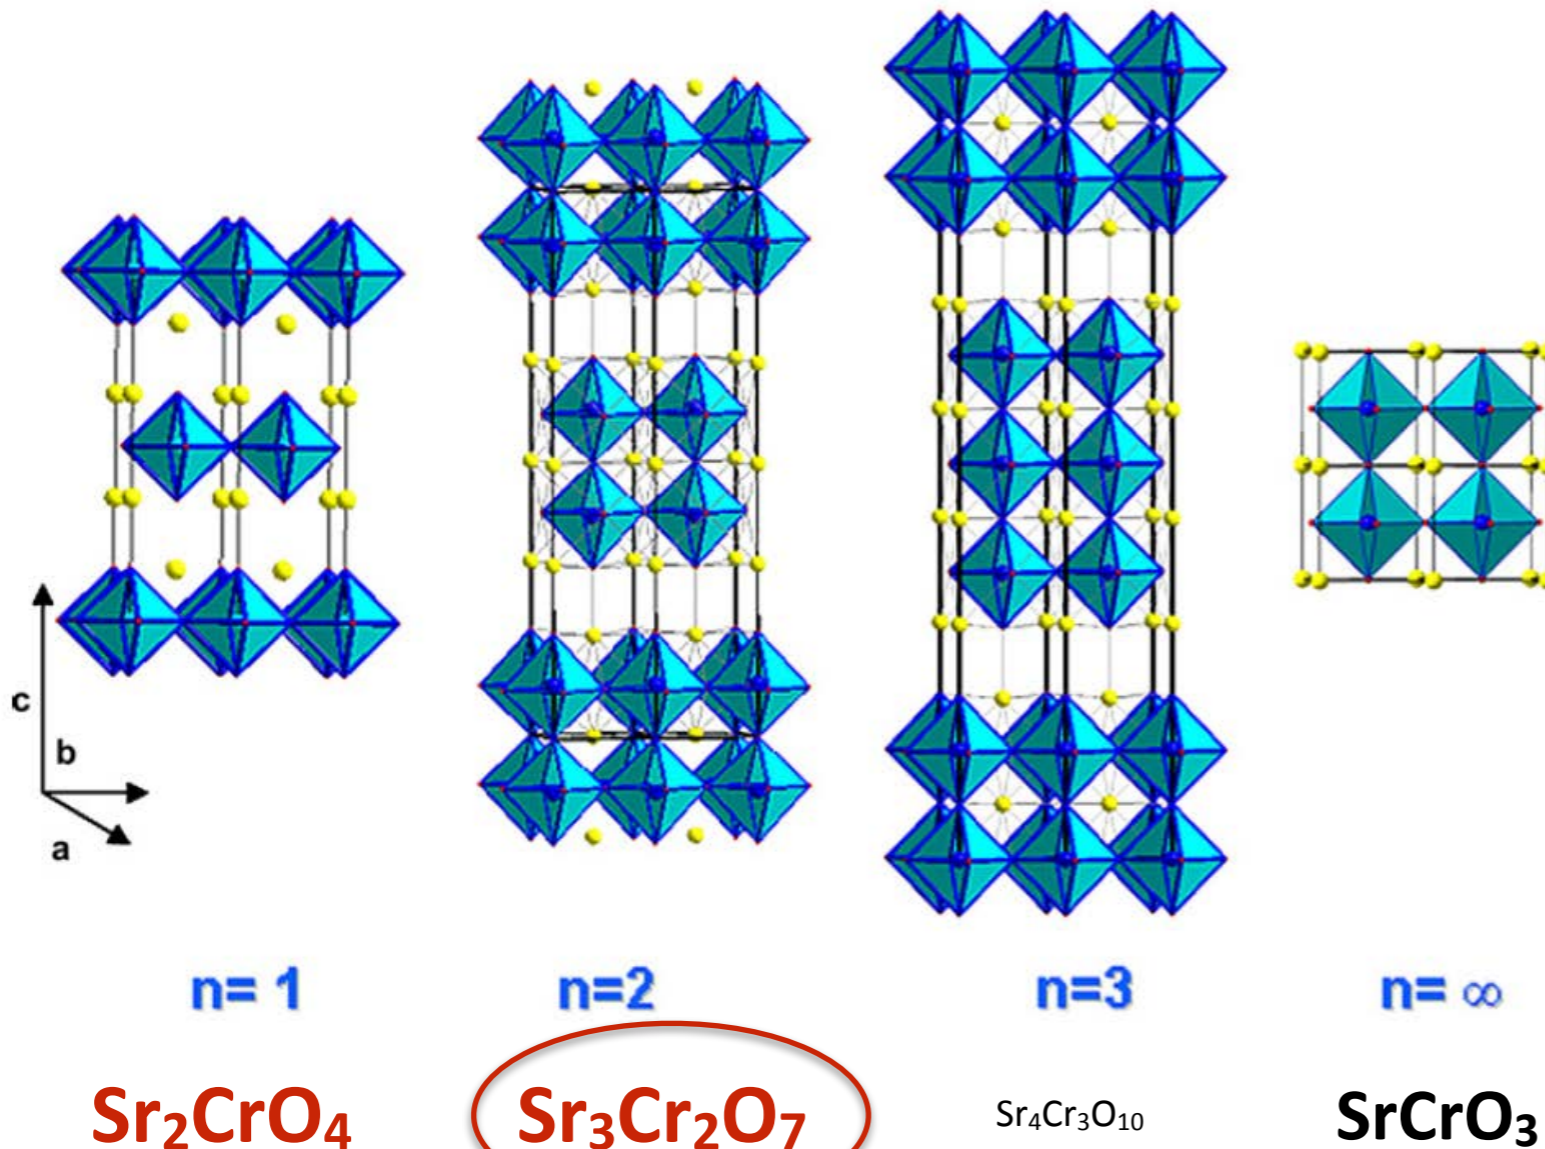 c
b
a
n= 1 n=2 n=3 n= ∞
Sr₂CrO₄ Sr₃Cr₂O₇ Sr₄Cr₃O₁₀ SrCrO₃